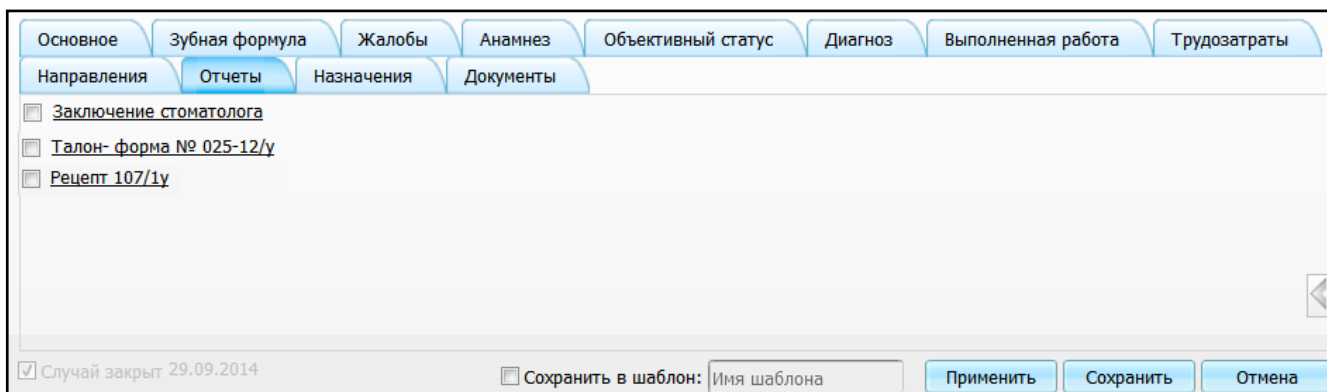 Основное Зубная формула Жалобы Анамнез Объективный статус Диагноз Выполненная работа Трудозатраты
Направления Отчеты Назначения Документы
Заключение стоматолога
Талон- форма № 025-12/у
Рецепт 107/1у
Случай закрыт 29.09.2014 Сохранить в шаблон: Имя шаблона Применить Сохранить Отмена